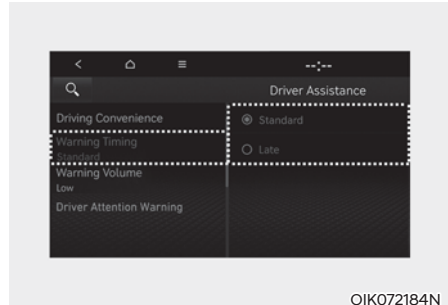 --:--
Driver Assistance
Driving Convenience
Warning Timing
Standard
Warning Volume
Low
Driver Attention Warning
Standard
Late
OIK072184N